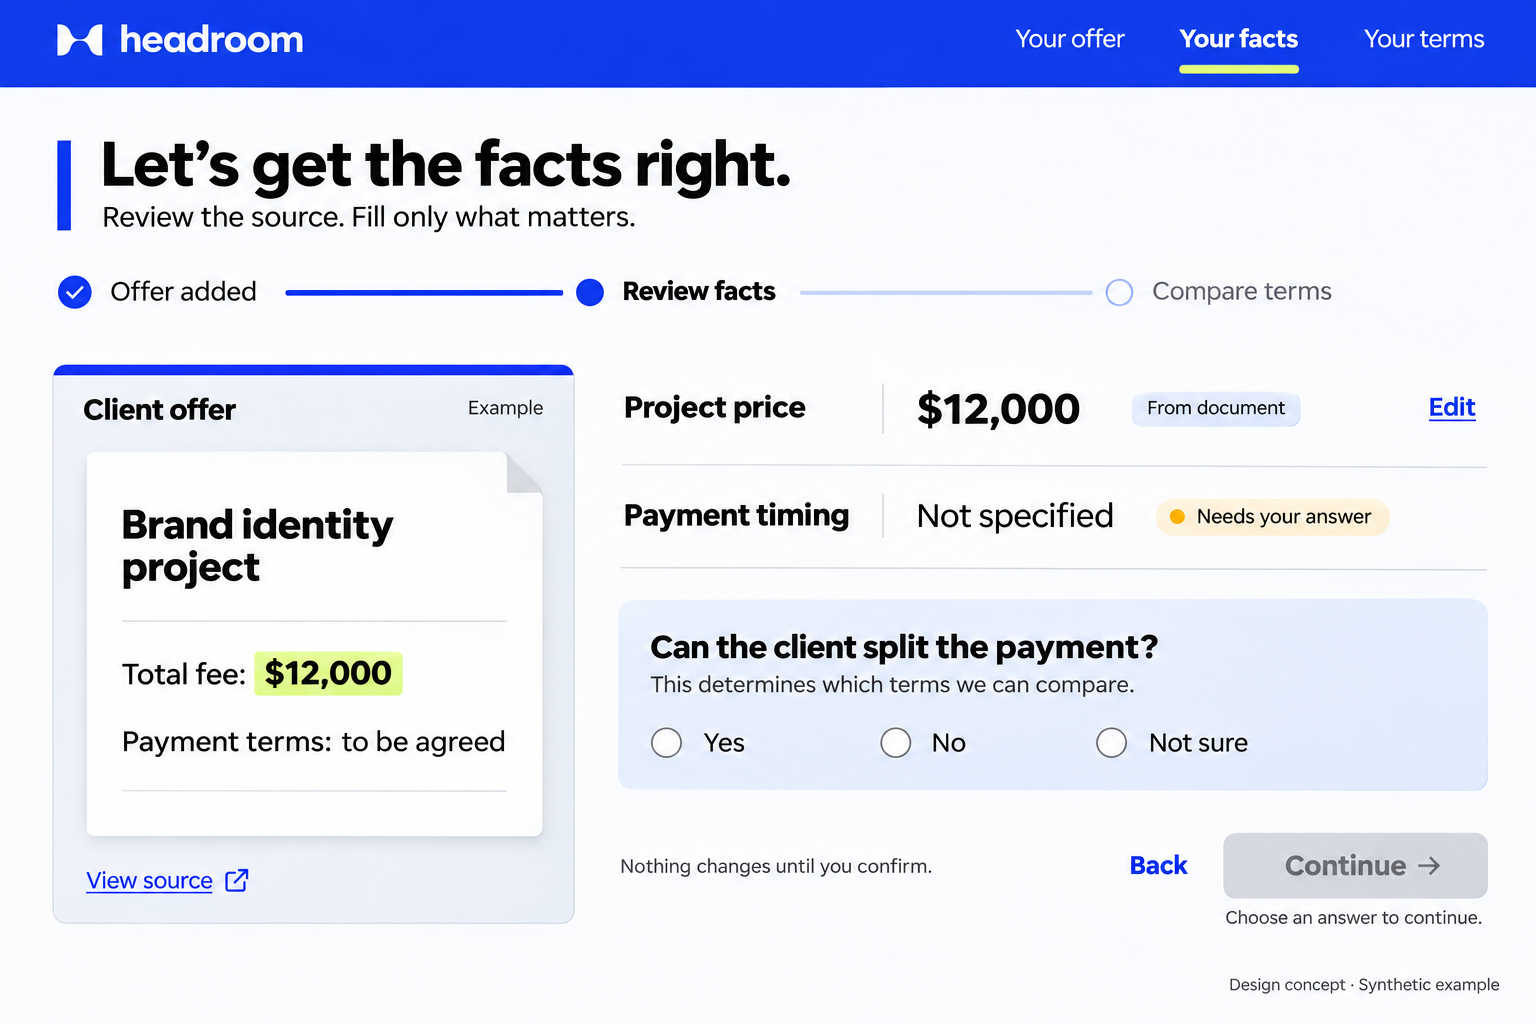 headroom
Your offer
Your facts
Your terms
Let’s get the facts right.
Review the source. Fill only what matters.
Offer added
Review facts
Compare terms
Client offer
Example
Brand identity
project
Total fee: $12,000
Payment terms: to be agreed
View source
Project price
$12,000
From document
Edit
Payment timing
Not specified
Needs your answer
Can the client split the payment?
This determines which terms we can compare.
Yes
No
Not sure
Nothing changes until you confirm.
Back
Continue →
Choose an answer to continue.
Design concept · Synthetic example